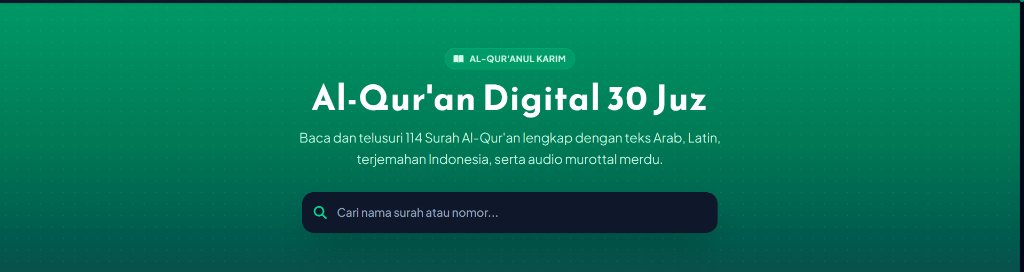 AL-QUR'ANUL KARIM
Al-Qur'an Digital 30 Juz
Baca dan telusuri 114 Surah Al-Qur'an lengkap dengan teks Arab, Latin,
terjemahan Indonesia, serta audio murottal merdu.
Cari nama surah atau nomor...